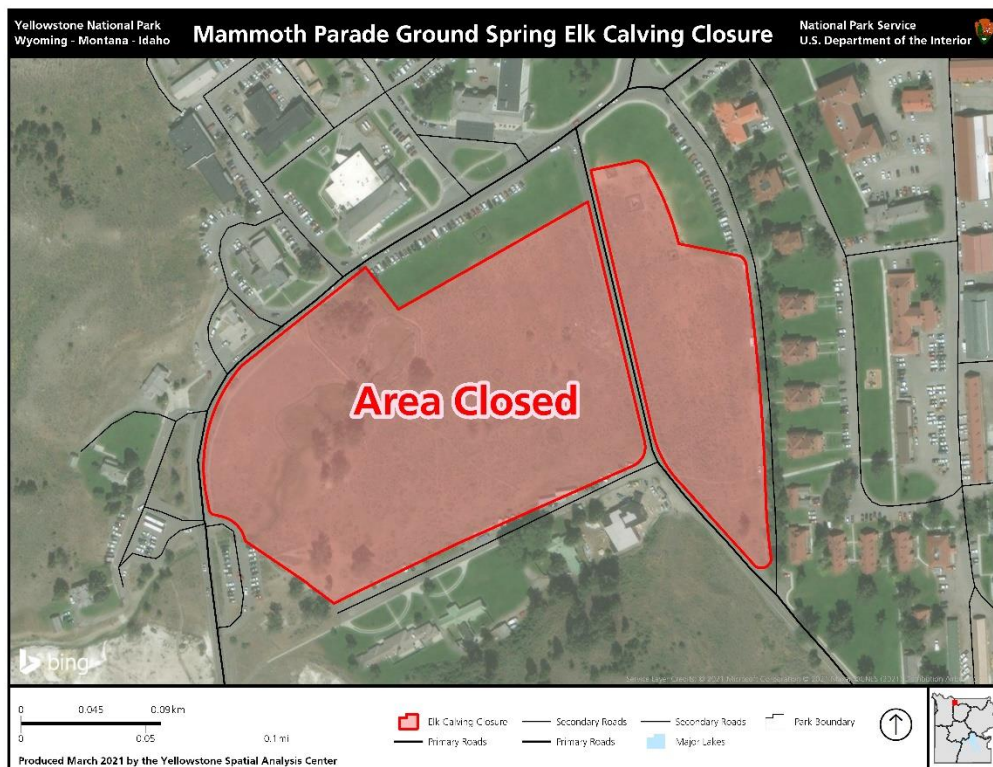 Yellowstone National Park
Wyoming - Montana - Idaho
Mammoth Parade Ground Spring Elk Calving Closure
National Park Service
U.S. Department of the Interior
Area Closed
bing
0 0.045 0.09 km
0 0.05 0.1 mi
Elk Calving Closure
Secondary Roads
Secondary Roads
Park Boundary
Primary Roads
Primary Roads
Major Lakes
Produced March 2021 by the Yellowstone Spatial Analysis Center